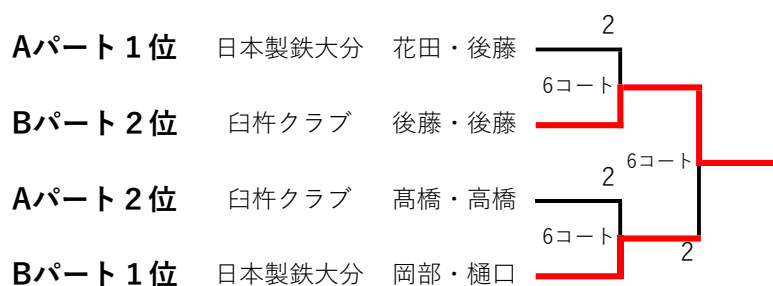 2
Aパート１位 日本製鉄大分 花田・後藤
6コート
Bパート２位 臼杵クラブ 後藤・後藤
6コート
2
Aパート２位 臼杵クラブ 髙橋・高橋
6コート
2
Bパート１位 日本製鉄大分 岡部・樋口